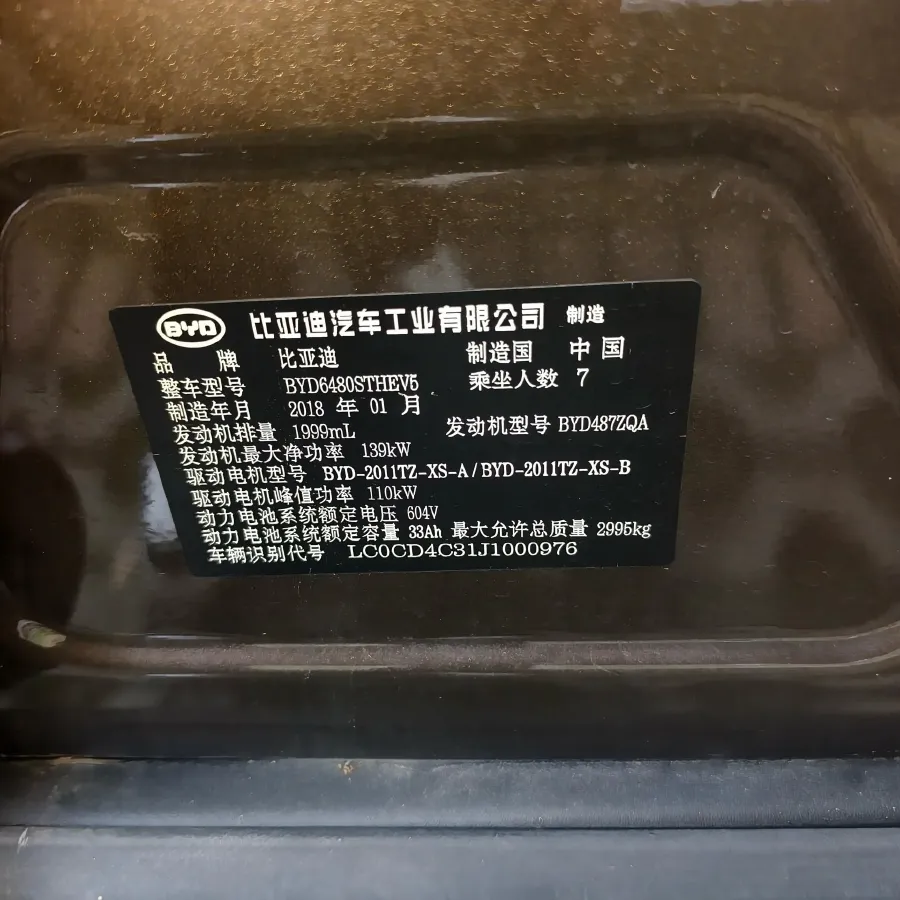 BYD 比亚迪汽车工业有限公司 制造
品 牌 比亚迪 制造国 中国
整车型号 BYD6480STHEV5 乘坐人数 7
制造年月 2018 年 01 月
发动机排量 1999mL 发动机型号 BYD487ZQA
发动机最大净功率 139kW
驱动电机型号 BYD-2011TZ-XS-A/BYD-2011TZ-XS-B
驱动电机峰值功率 110kW
动力电池系统额定电压 604V
动力电池系统额定容量 33Ah 最大允许总质量 2995kg
车辆识别代号 LC0CD4C31J1000976